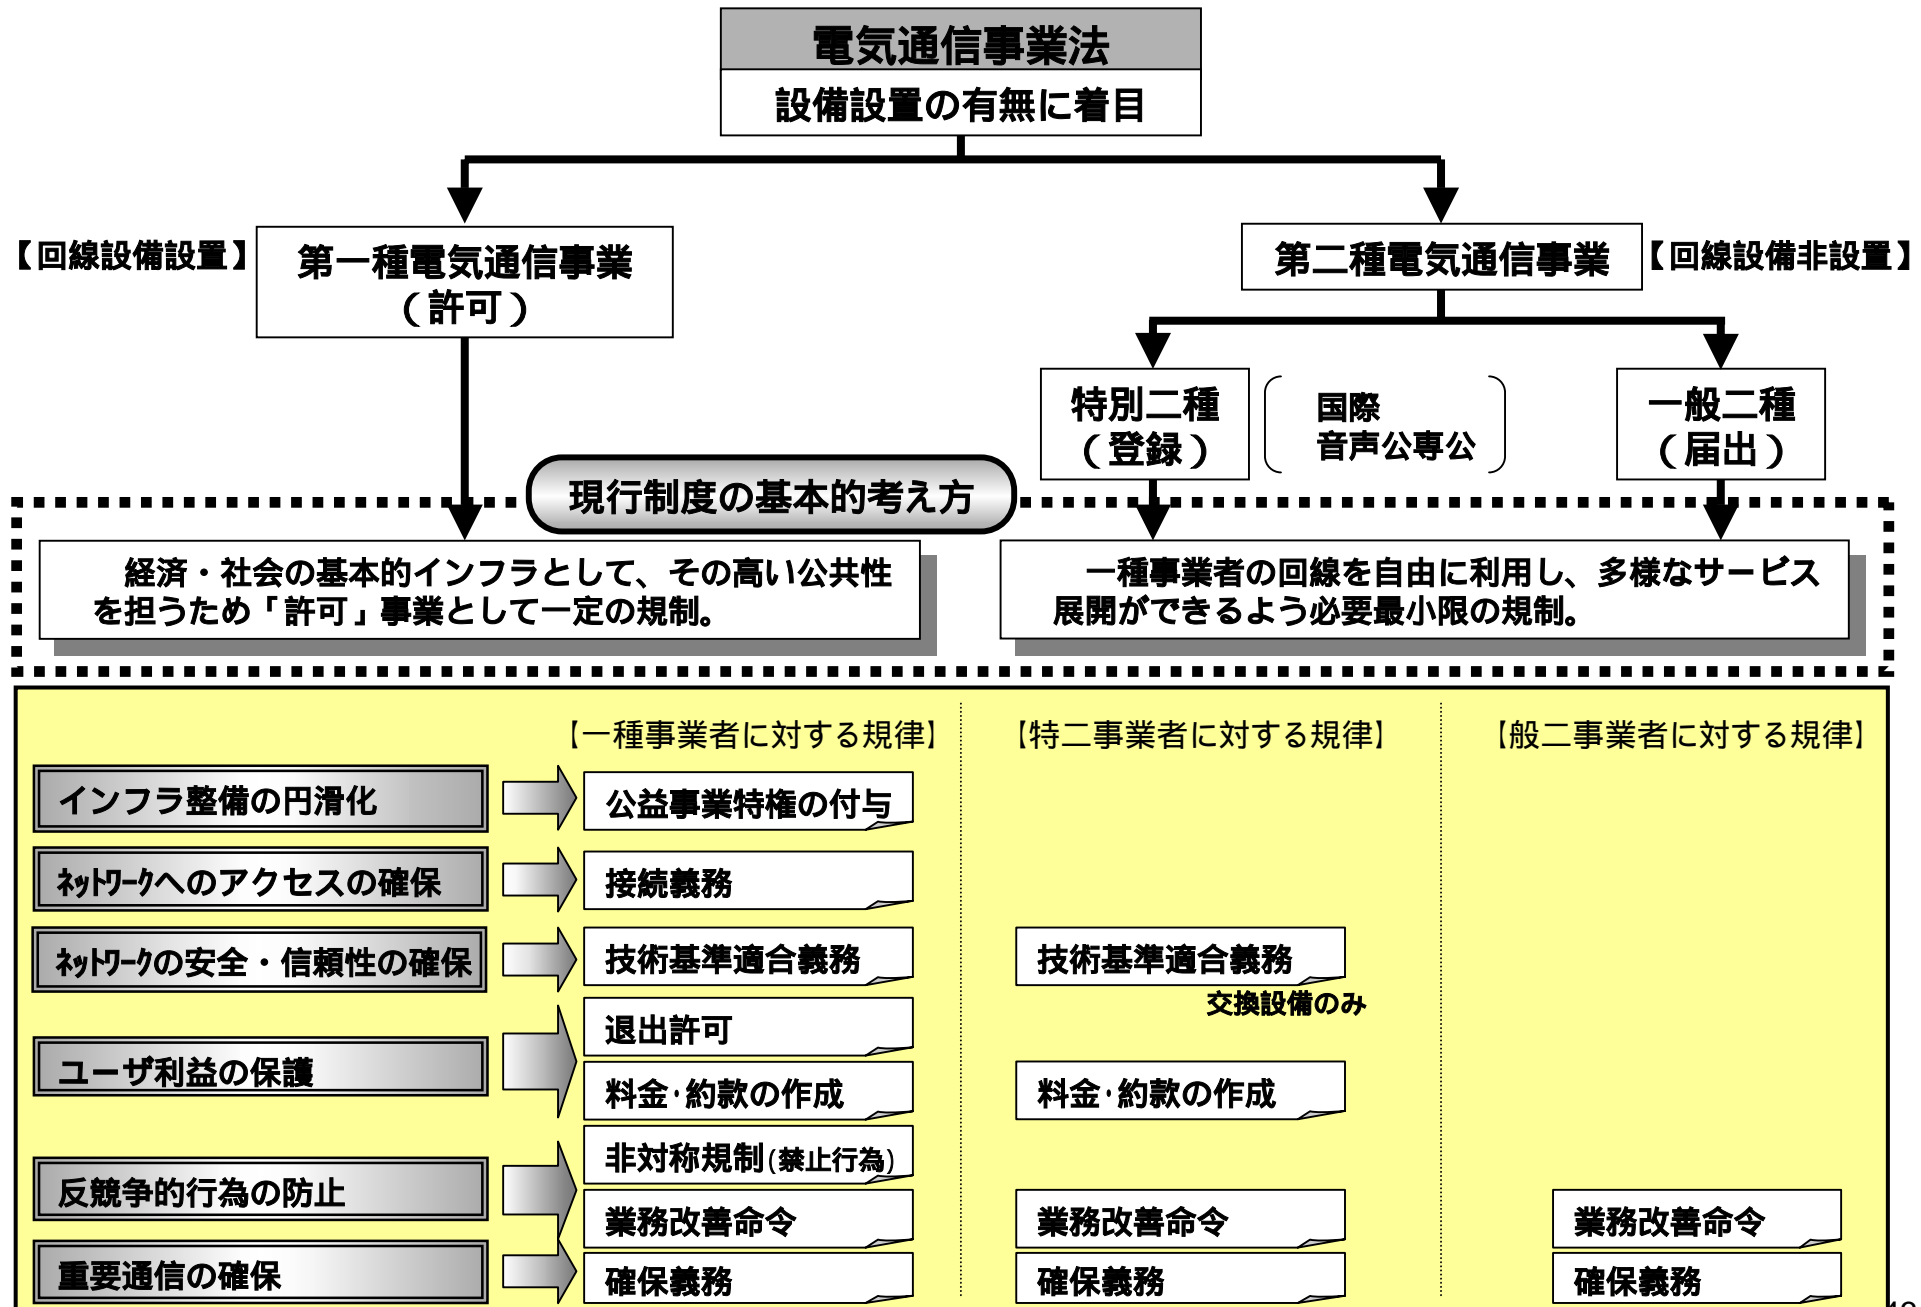 電気通信事業法
設備設置の有無に着目
【回線設備設置】
第一種電気通信事業
(許可)
第二種電気通信事業
【回線設備非設置】
特別二種
(登録)
国際
音声公専公
一般二種
(届出)
現行制度の基本的考え方
経済・社会の基本的インフラとして、その高い公共性
を担うため「許可」事業として一定の規制。
一種事業者の回線を自由に利用し、多様なサービス
展開ができるよう必要最小限の規制。
【一種事業者に対する規律】
【特二事業者に対する規律】
【般二事業者に対する規律】
インフラ整備の円滑化
公益事業特権の付与
ネットワークへのアクセスの確保
接続義務
ネットワークの安全・信頼性の確保
技術基準適合義務
技術基準適合義務
交換設備のみ
ユーザ利益の保護
退出許可
料金・約款の作成
料金・約款の作成
反競争的行為の防止
非対称規制(禁止行為)
業務改善命令
業務改善命令
業務改善命令
重要通信の確保
確保義務
確保義務
確保義務